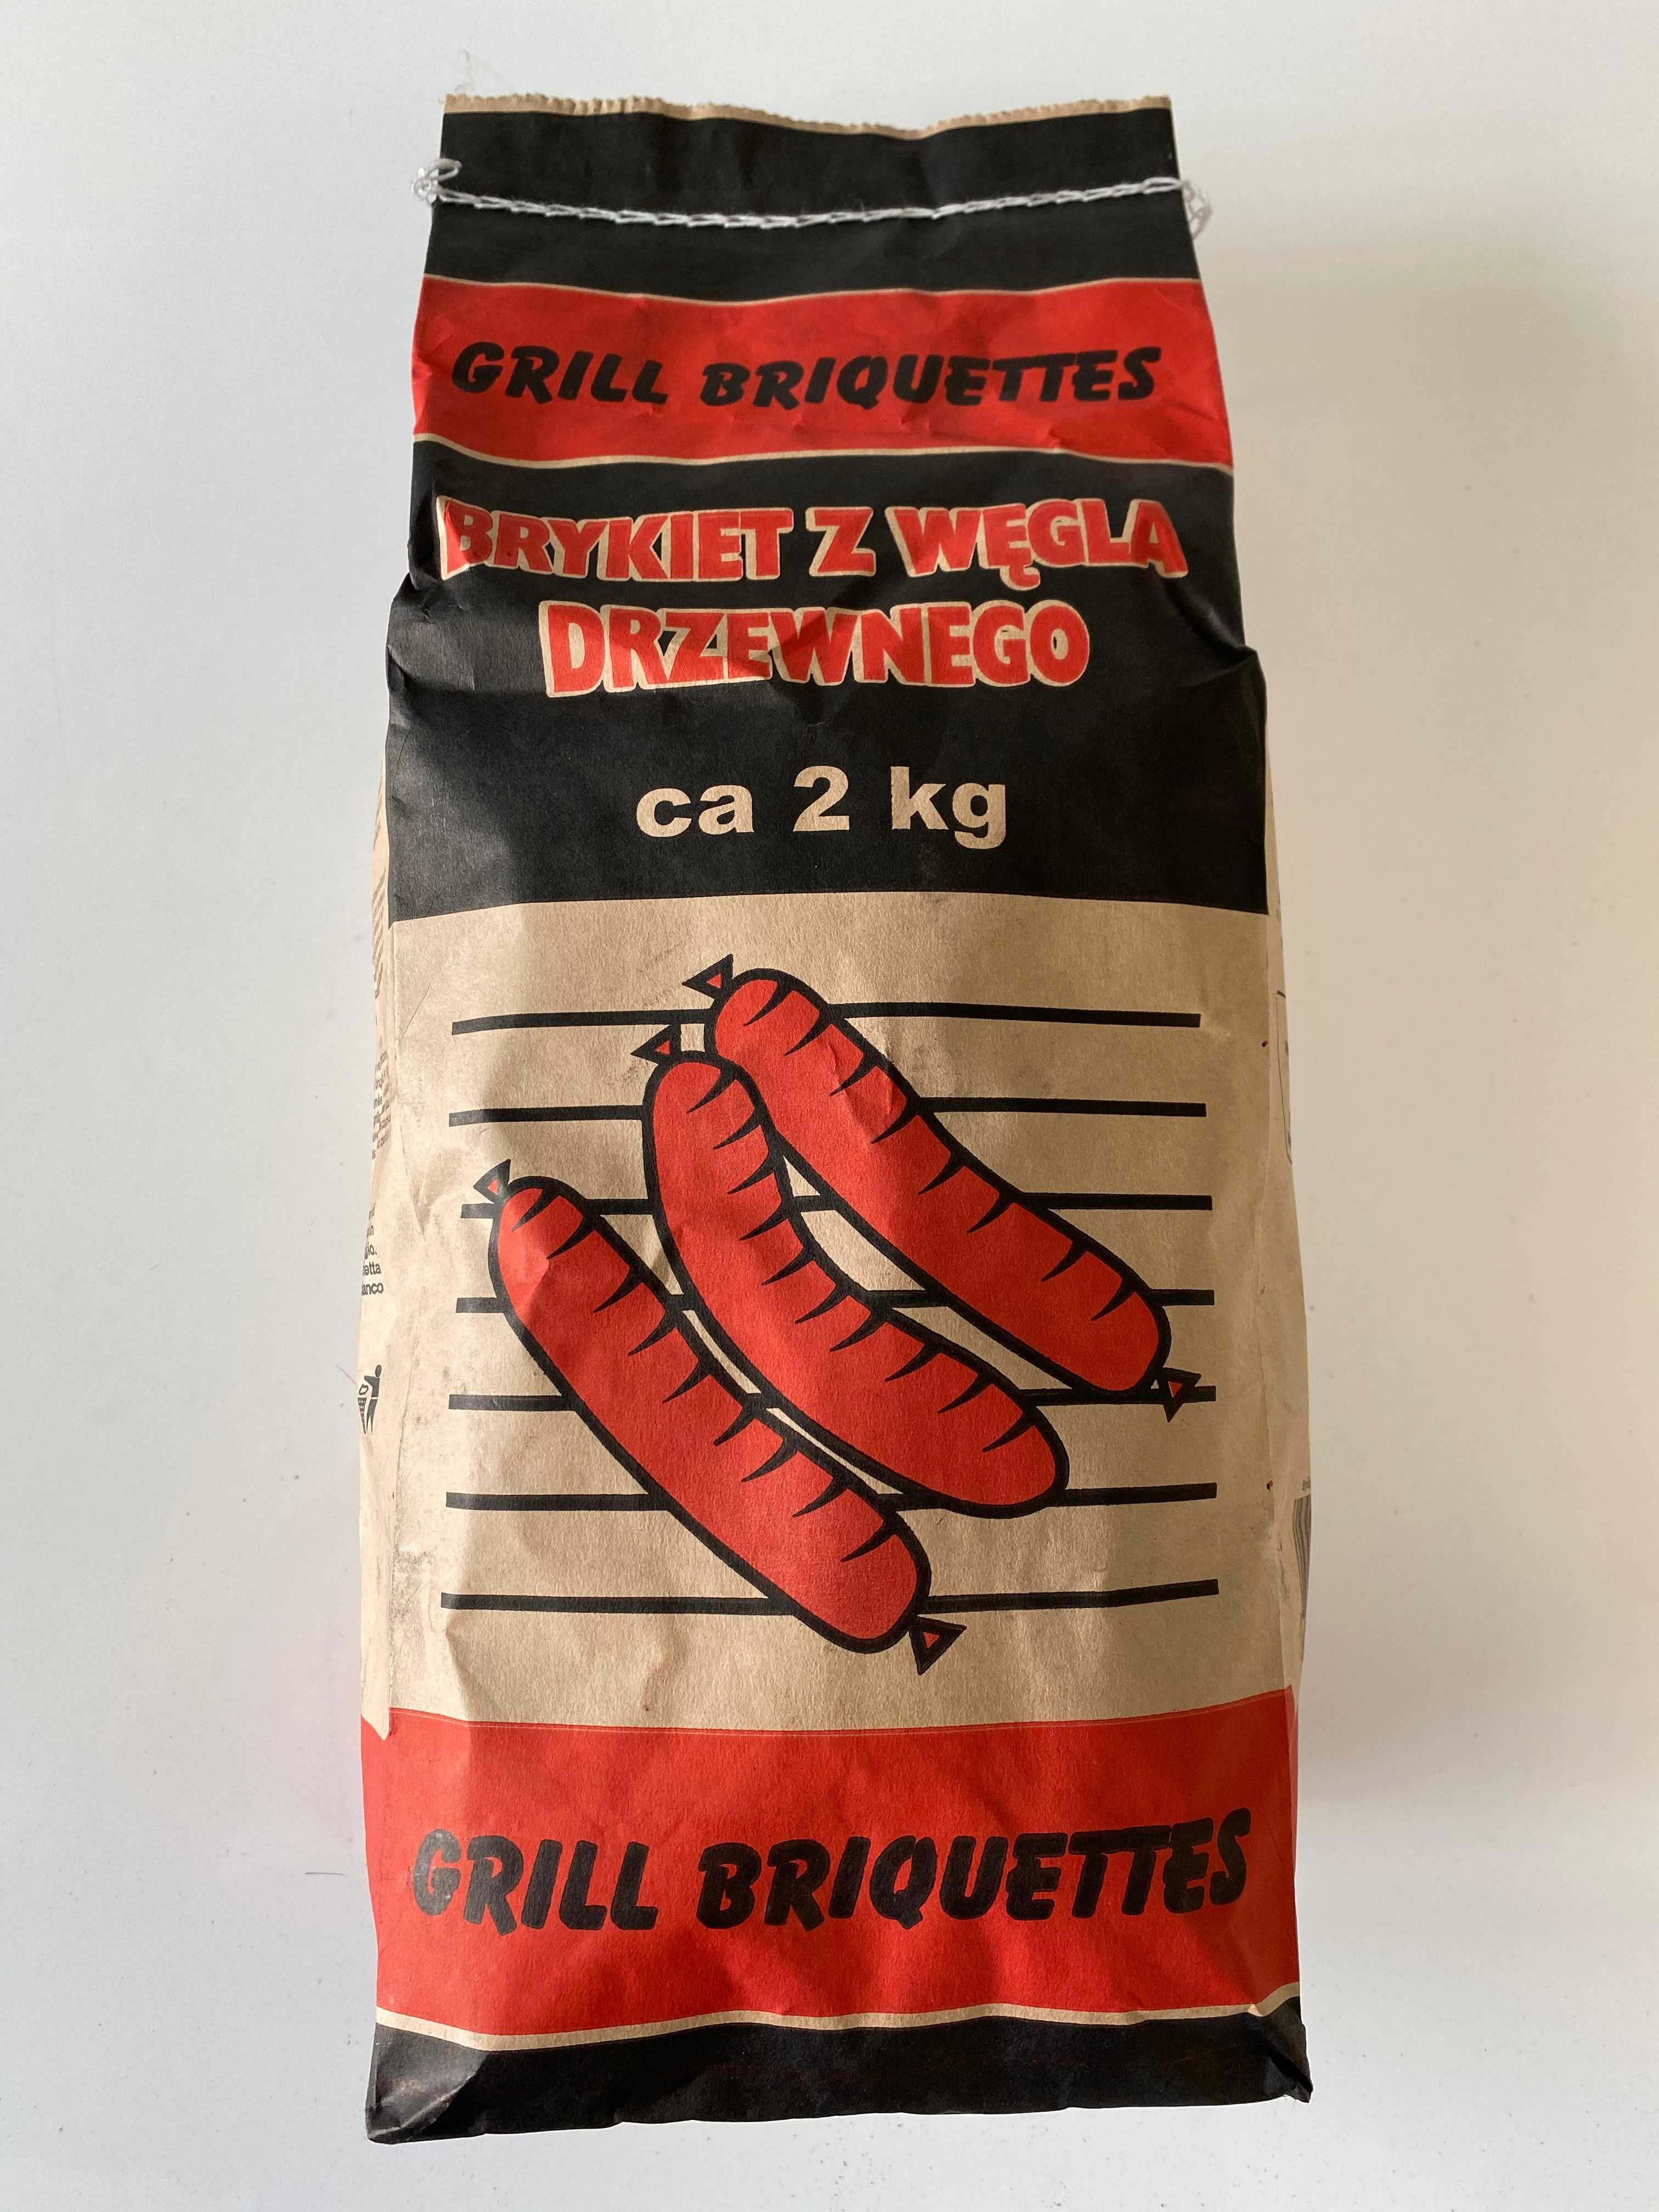 GRILL BRIQUETTES
BRYKIET Z WĘGLA
DRZEWNEGO
ca 2 kg
GRILL BRIQUETTES